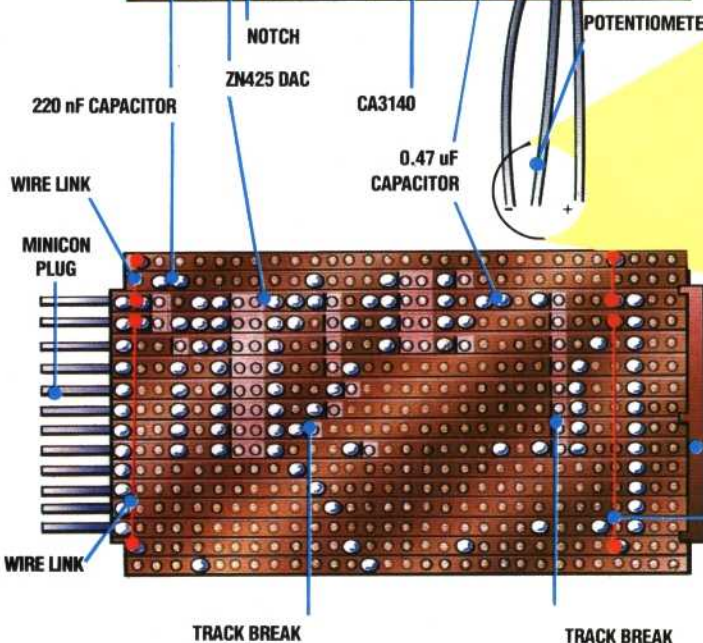 NOTCH
POTENTIOMETE
220 nF CAPACITOR
ZN425 DAC
CA3140
0.47 uF
CAPACITOR
WIRE LINK
MINICON
PLUG
- +
WIRE LINK
TRACK BREAK
TRACK BREAK